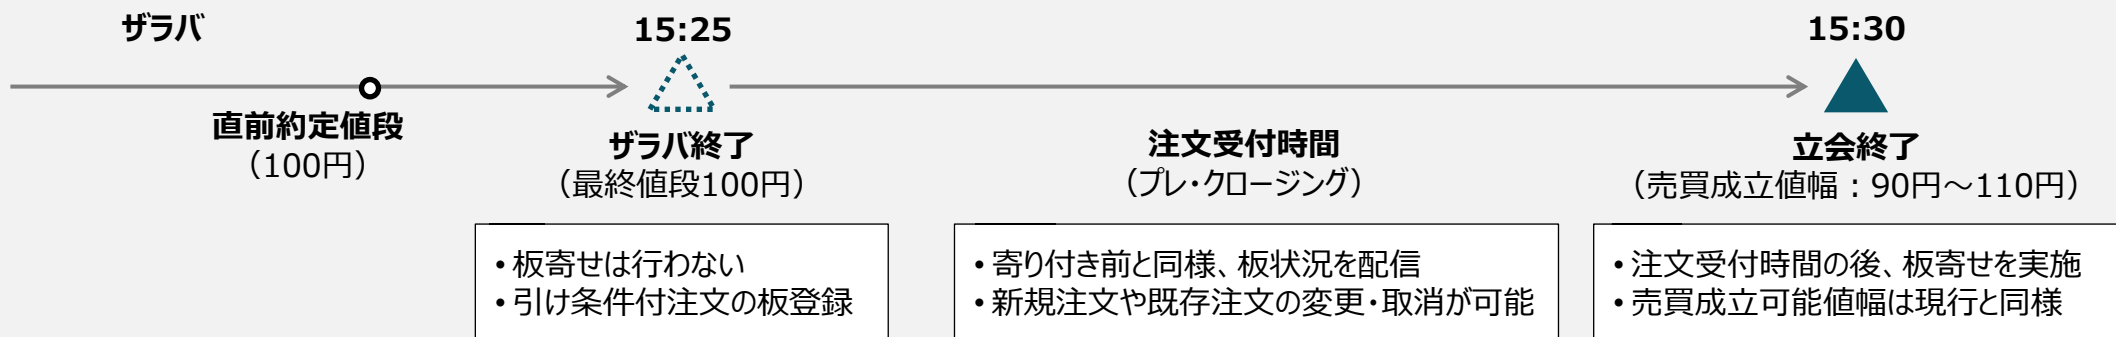 ザラバ
15:25
15:30
直前約定値段
(100円)
ザラバ終了
(最終値段100円)
注文受付時間
(プレ・クロージング)
立会終了
(売買成立値幅：90円～110円)
• 板寄せは行わない
• 引け条件付注文の板登録
• 寄り付き前と同様、板状況を配信
• 新規注文や既存注文の変更・取消が可能
• 注文受付時間の後、板寄せを実施
• 売買成立可能値幅は現行と同様